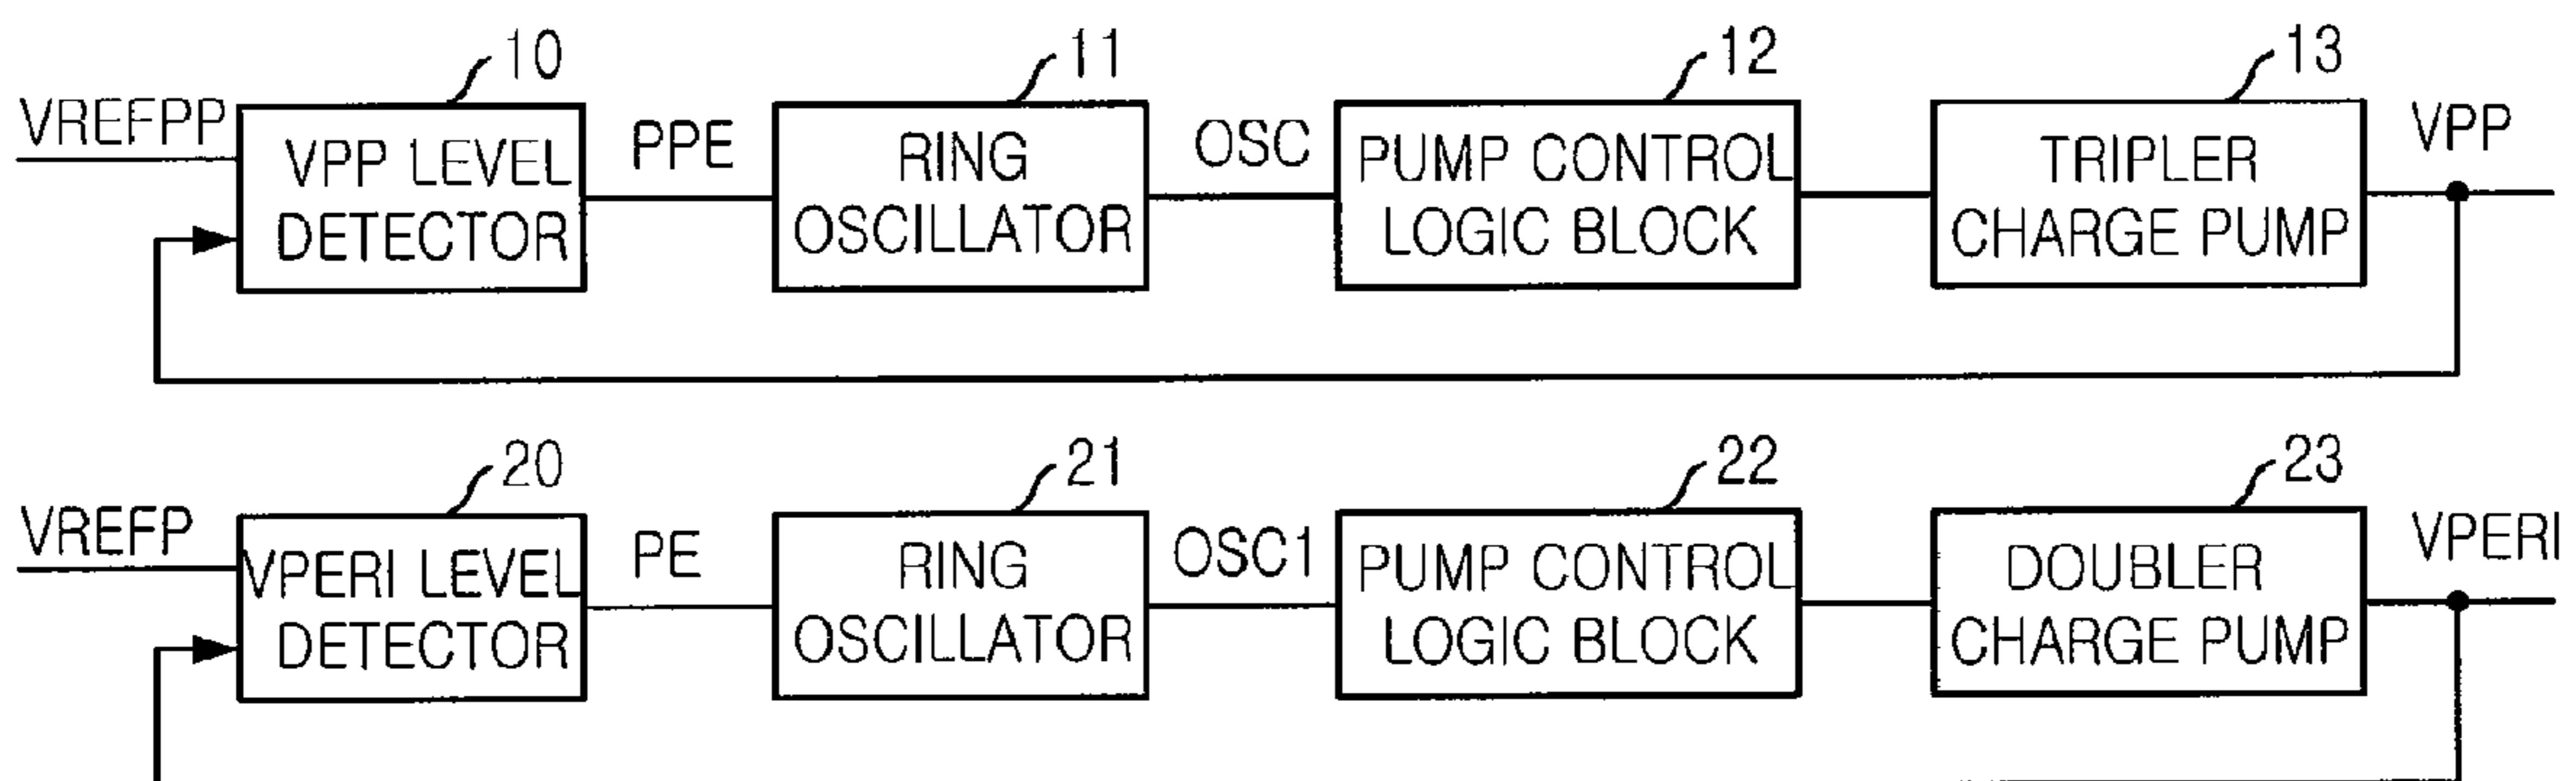 10
11
12
13
VREFPP
VPP LEVEL
DETECTOR
PPE
RING
OSCILLATOR
OSC
PUMP CONTROL
LOGIC BLOCK
TRIPLER
CHARGE PUMP
VPP
20
21
22
23
VREFP
VPERI LEVEL
DETECTOR
PE
RING
OSCILLATOR
OSC1
PUMP CONTROL
LOGIC BLOCK
DOUBLER
CHARGE PUMP
VPERI